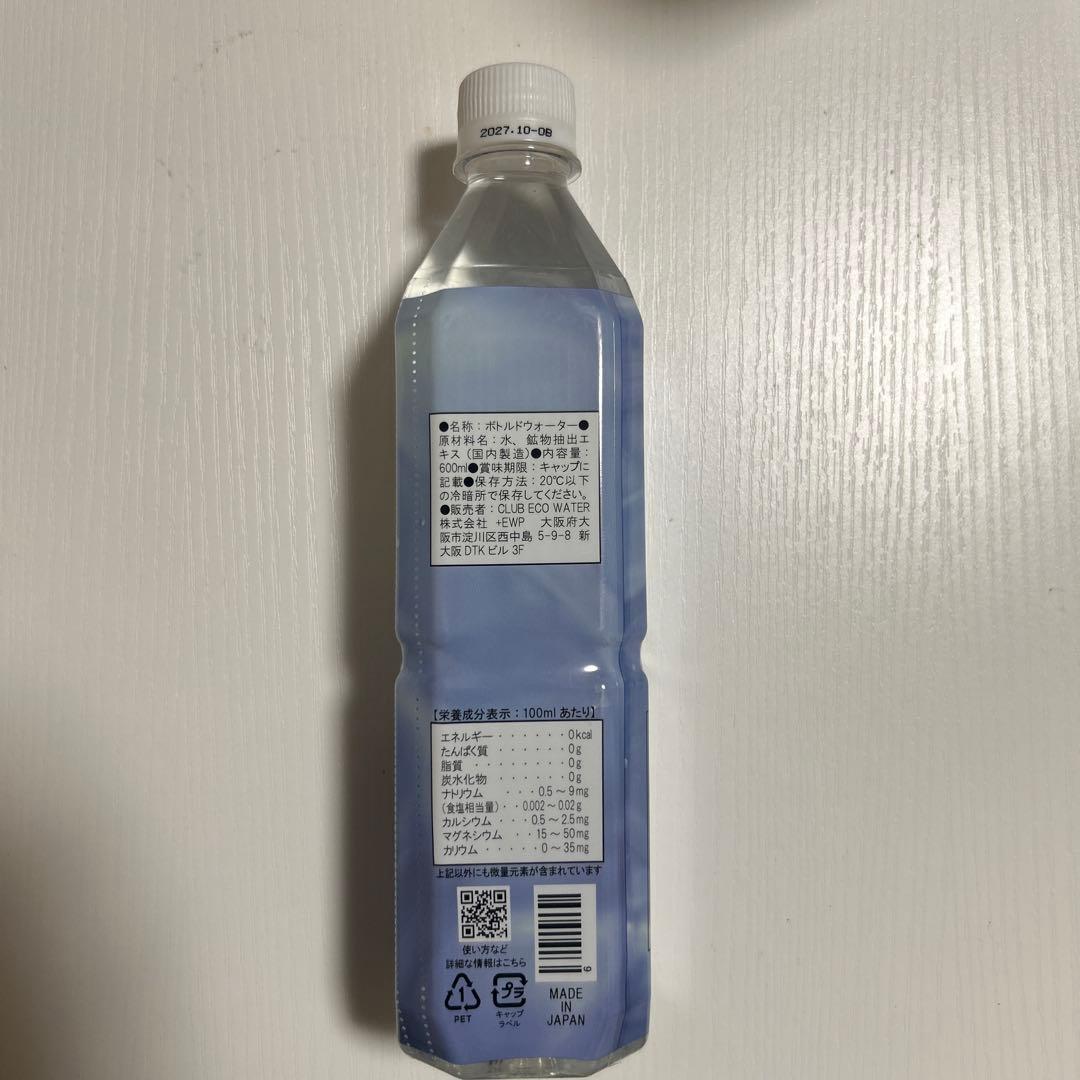 2027.10-0B
●名称：ボトルドウォーター●
原材料名：水、鉱物抽出エ
キス（国内製造）●内容量：
600ml●賞味期限：キャップに
記載●保存方法：20℃以下
の冷暗所で保存してください。
●販売者：CLUB ECO WATER
株式会社 +EWP 大阪府大
阪市淀川区西中島 5-9-8 新
大阪 DTK ビル 3F
【栄養成分表示：100ml あたり】
エネルギー・・・・・・0kcal
たんぱく質・・・・・・0g
脂質・・・・・・・・0g
炭水化物・・・・・・0g
ナトリウム・・・0.5～9mg
（食塩相当量）・・0.002～0.02g
カルシウム・・・0.5～2.5mg
マグネシウム・・15～50mg
カリウム・・・・・0～35mg
上記以外にも微量元素が含まれています
使い方など
詳細な情報はこちら
9
1
PET
プラ
キャップ
ラベル
MADE
IN
JAPAN